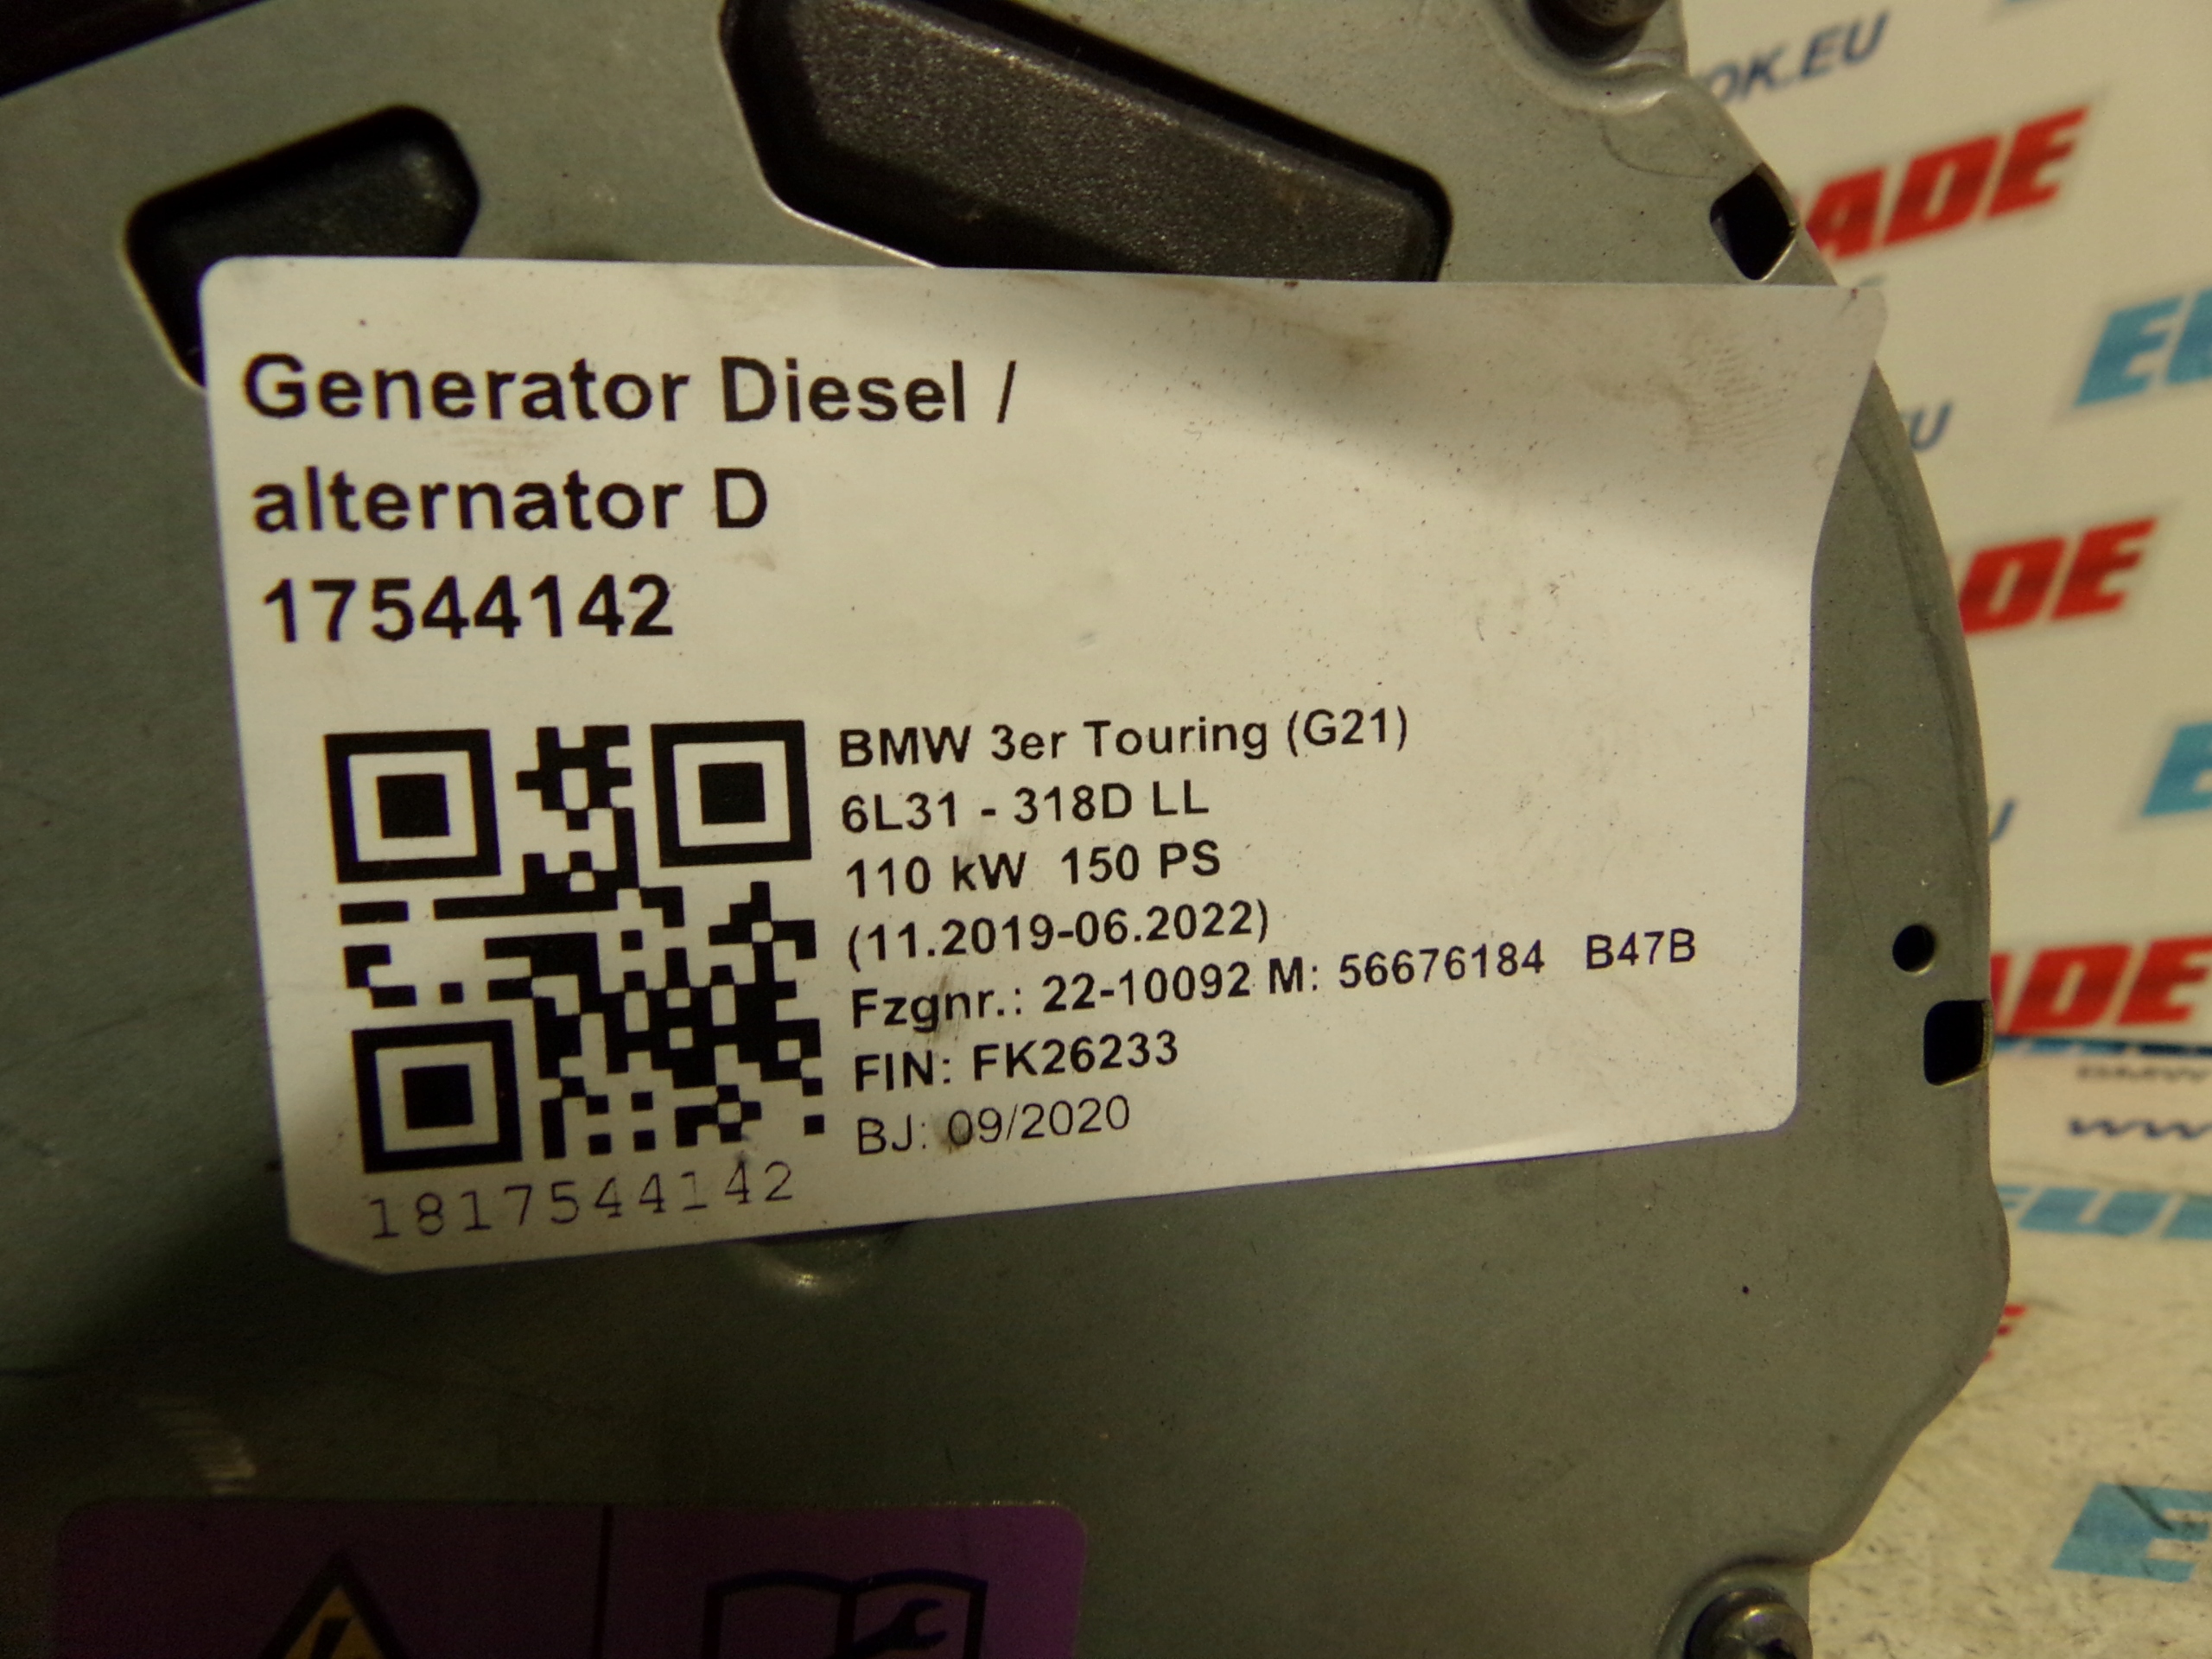 Generator Diesel /
alternator D
17544142
BMW 3er Touring (G21)
6L31 - 318D LL
110 kW 150 PS
(11.2019-06.2022)
Fzgnr.: 22-10092 M: 56676184 B47B
FIN: FK26233
BJ: 09/2020
1817544142